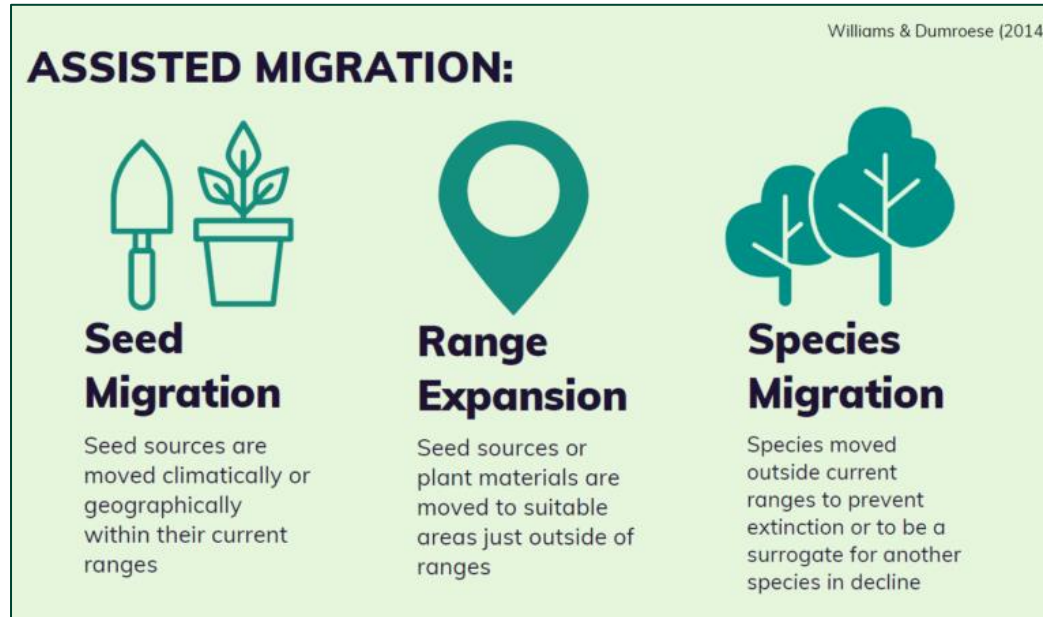 Williams & Dumroese (2014
ASSISTED MIGRATION:
Seed
Migration
Seed sources are
moved climatically or
geographically
within their current
ranges
Range
Expansion
Seed sources or
plant materials are
moved to suitable
areas just outside of
ranges
Species
Migration
Species moved
outside current
ranges to prevent
extinction or to be a
surrogate for another
species in decline